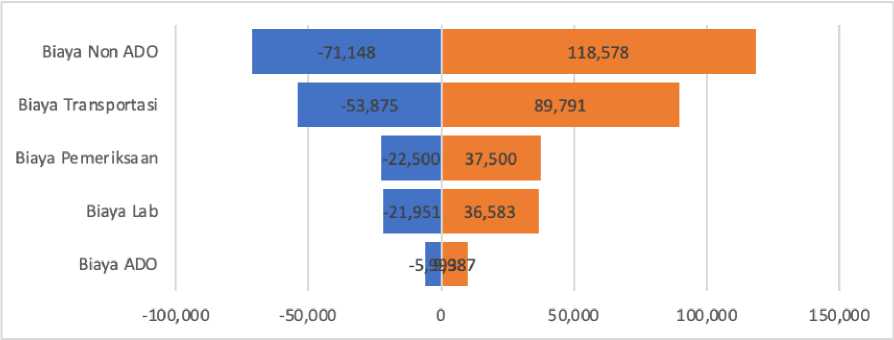 Biaya Non ADO -71,148 118,578
Biaya Transportasi -53,875 89,791
Biaya Pemeriksaan -22,500 37,500
Biaya Lab -21,951 36,583
Biaya ADO
-100,000 -50,000 0 50,000 100,000 150,000